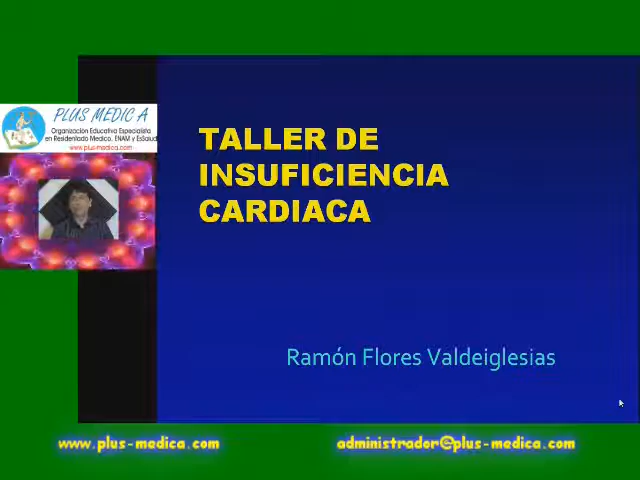 PLUS MEDIC A
Organización Educativa Especialista
en Residentado Medico, ENAM y EsSalud
www.plus-medica.com
TALLER DE
INSUFICIENCIA
CARDIACA
Ramón Flores Valdeiglesias
www.plus-medica.com
administrador@plus-medica.com